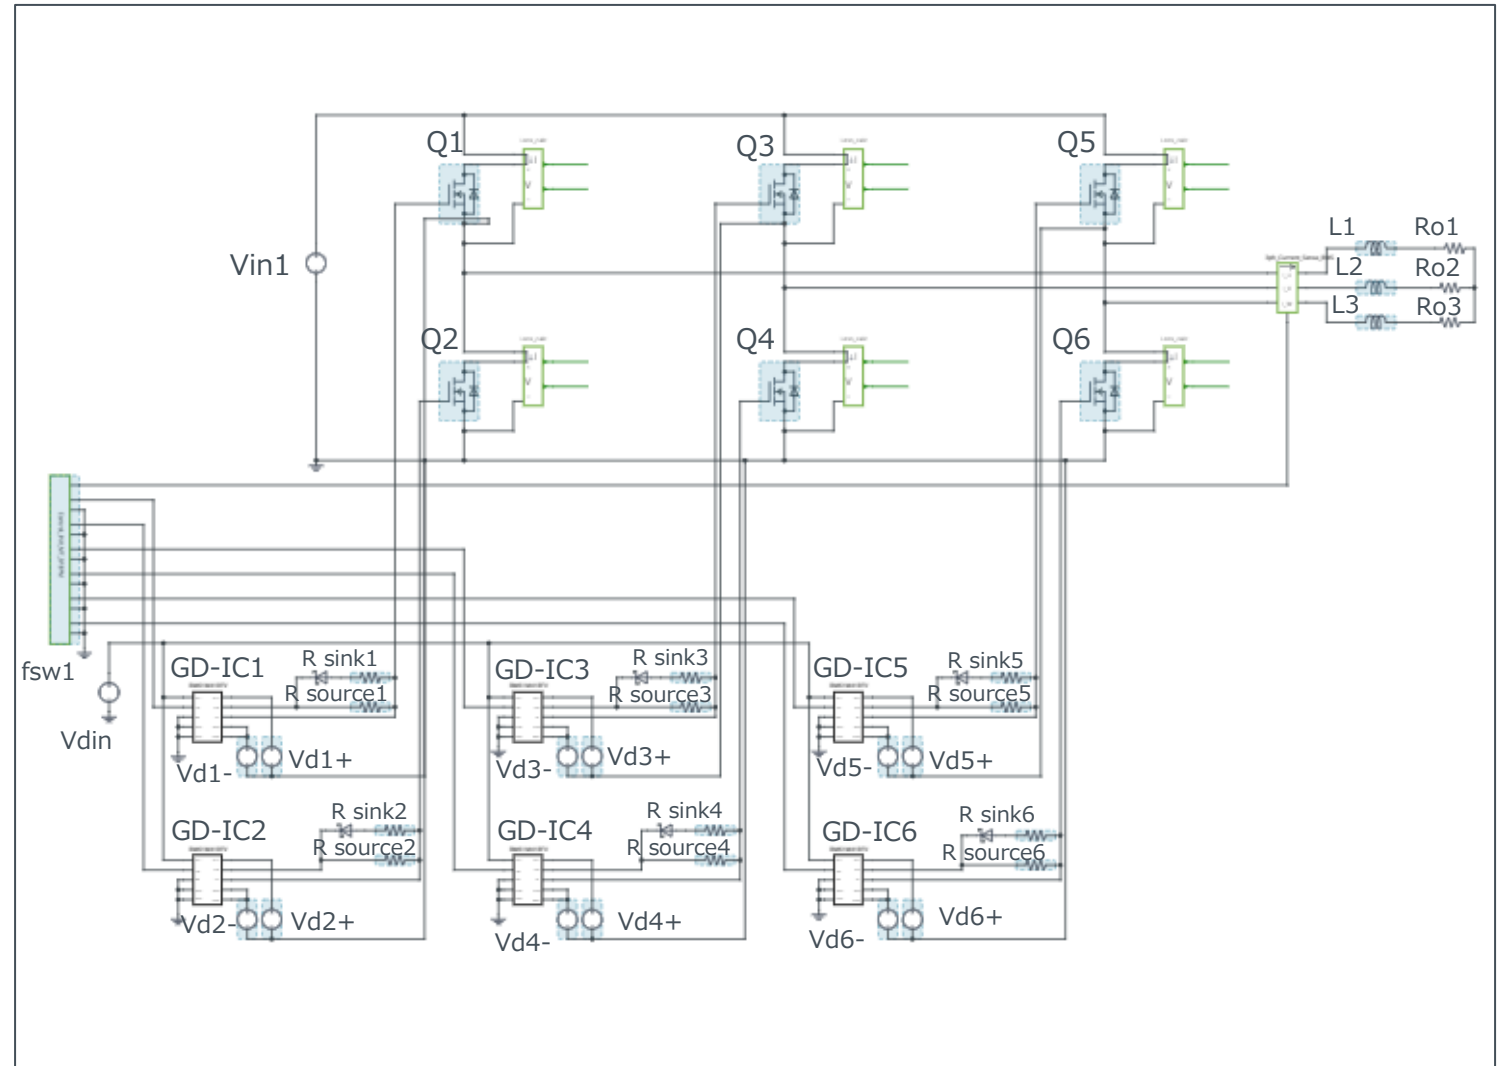 Q1
Q3
Q5
Vin1
L1
Ro1
L2
Ro2
L3
Ro3
Q2
Q4
Q6
fsw1
Vdin
GD-IC1
R sink1
R source1
Vd1-
Vd1+
GD-IC3
R sink3
R source3
Vd3-
Vd3+
GD-IC5
R sink5
R source5
Vd5-
Vd5+
GD-IC2
R sink2
R source2
Vd2-
Vd2+
GD-IC4
R sink4
R source4
Vd4-
Vd4+
GD-IC6
R sink6
R source6
Vd6-
Vd6+